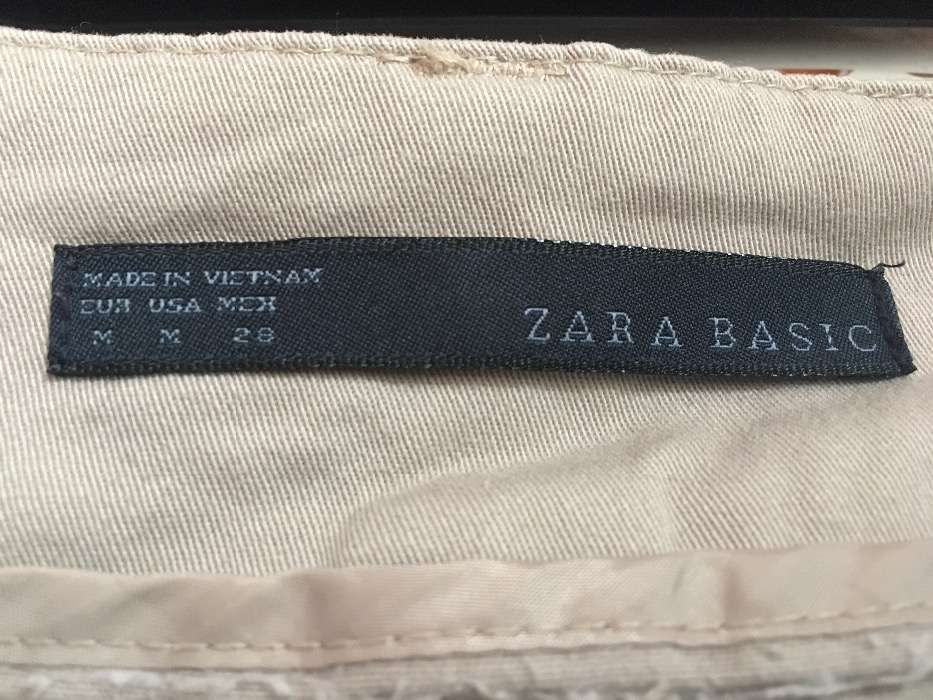 MADE IN VIETNAM
EUR USA MEX
M M 28
ZARA BASIC